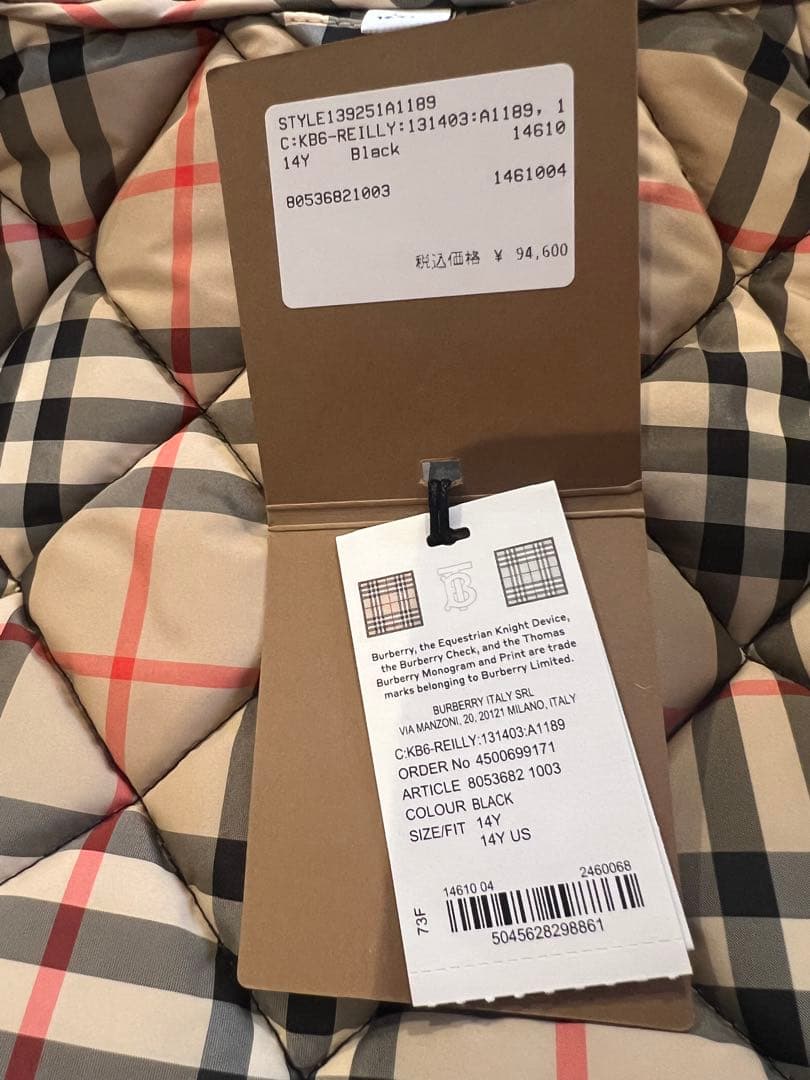 STYLE139251A1189
C:KB6-REILLY:131403:A1189, 1
14Y Black 14610
80536821003 1461004
税込価格 ¥ 94,600
Burberry, the Equestrian Knight Device,
the Burberry Check, and the Thomas
Burberry Monogram and Print are trade
marks belonging to Burberry Limited.
BURBERRY ITALY SRL
VIA MANZONI, 20, 20121 MILANO, ITALY
C:KB6-REILLY:131403:A1189
ORDER No 4500699171
ARTICLE 8053682 1003
COLOUR BLACK
SIZE/FIT 14Y
14Y US
14610 04 2460068
73F
5045628298861